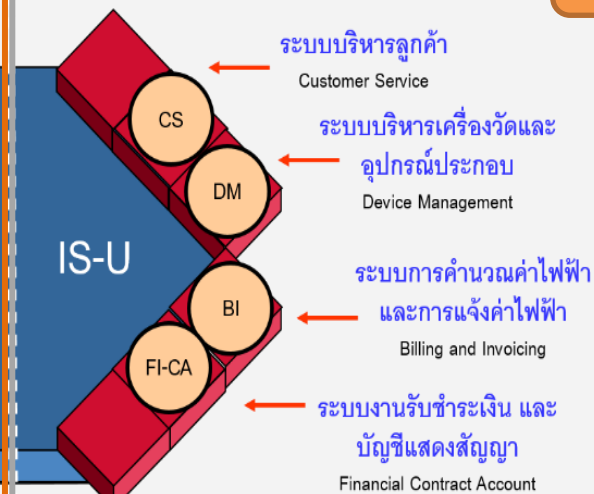 ระบบบริหารลูกค้า
Customer Service
CS
ระบบบริหารเครื่องวัดและ
อุปกรณ์ประกอบ
Device Management
DM
IS-U
ระบบการคำนวณค่าไฟฟ้า
และการแจ้งค่าไฟฟ้า
Billing and Invoicing
BI
FI-CA
ระบบงานรับชำระเงิน และ
บัญชีแสดงสัญญา
Financial Contract Account